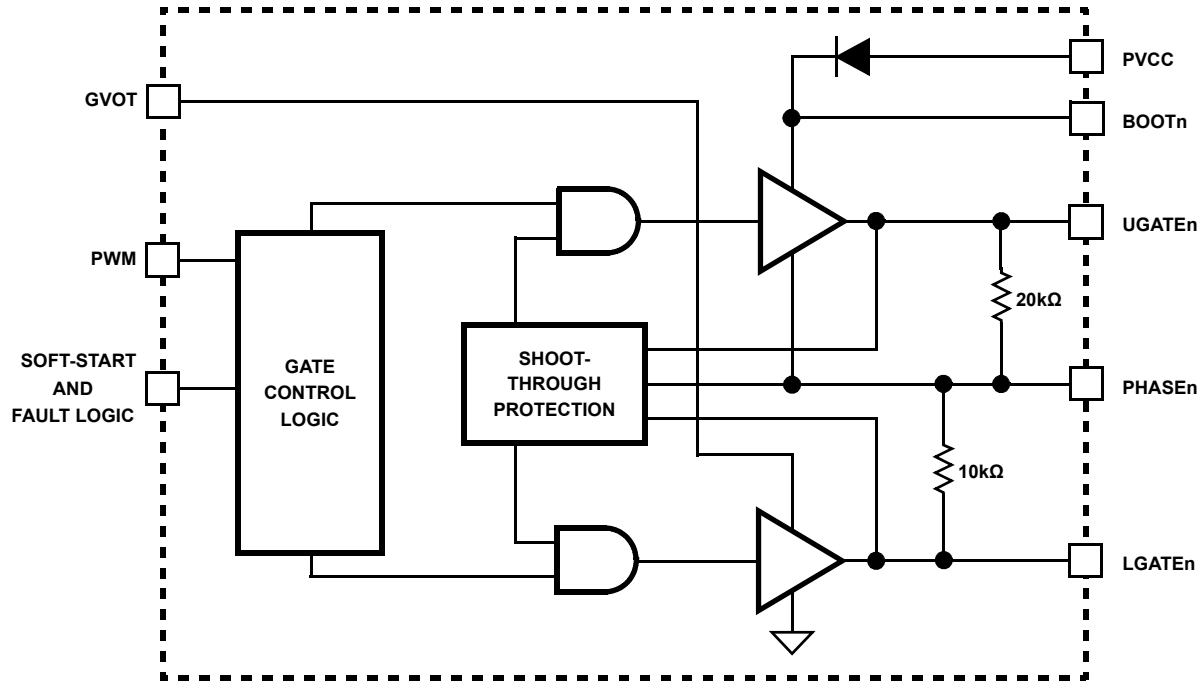 PVCC
GVOT
BOOTn
UGATEn
PWM
20kΩ
SOFT-START
AND
FAULT LOGIC
GATE
CONTROL
LOGIC
SHOOT-
THROUGH
PROTECTION
PHASEn
10kΩ
LGATEn